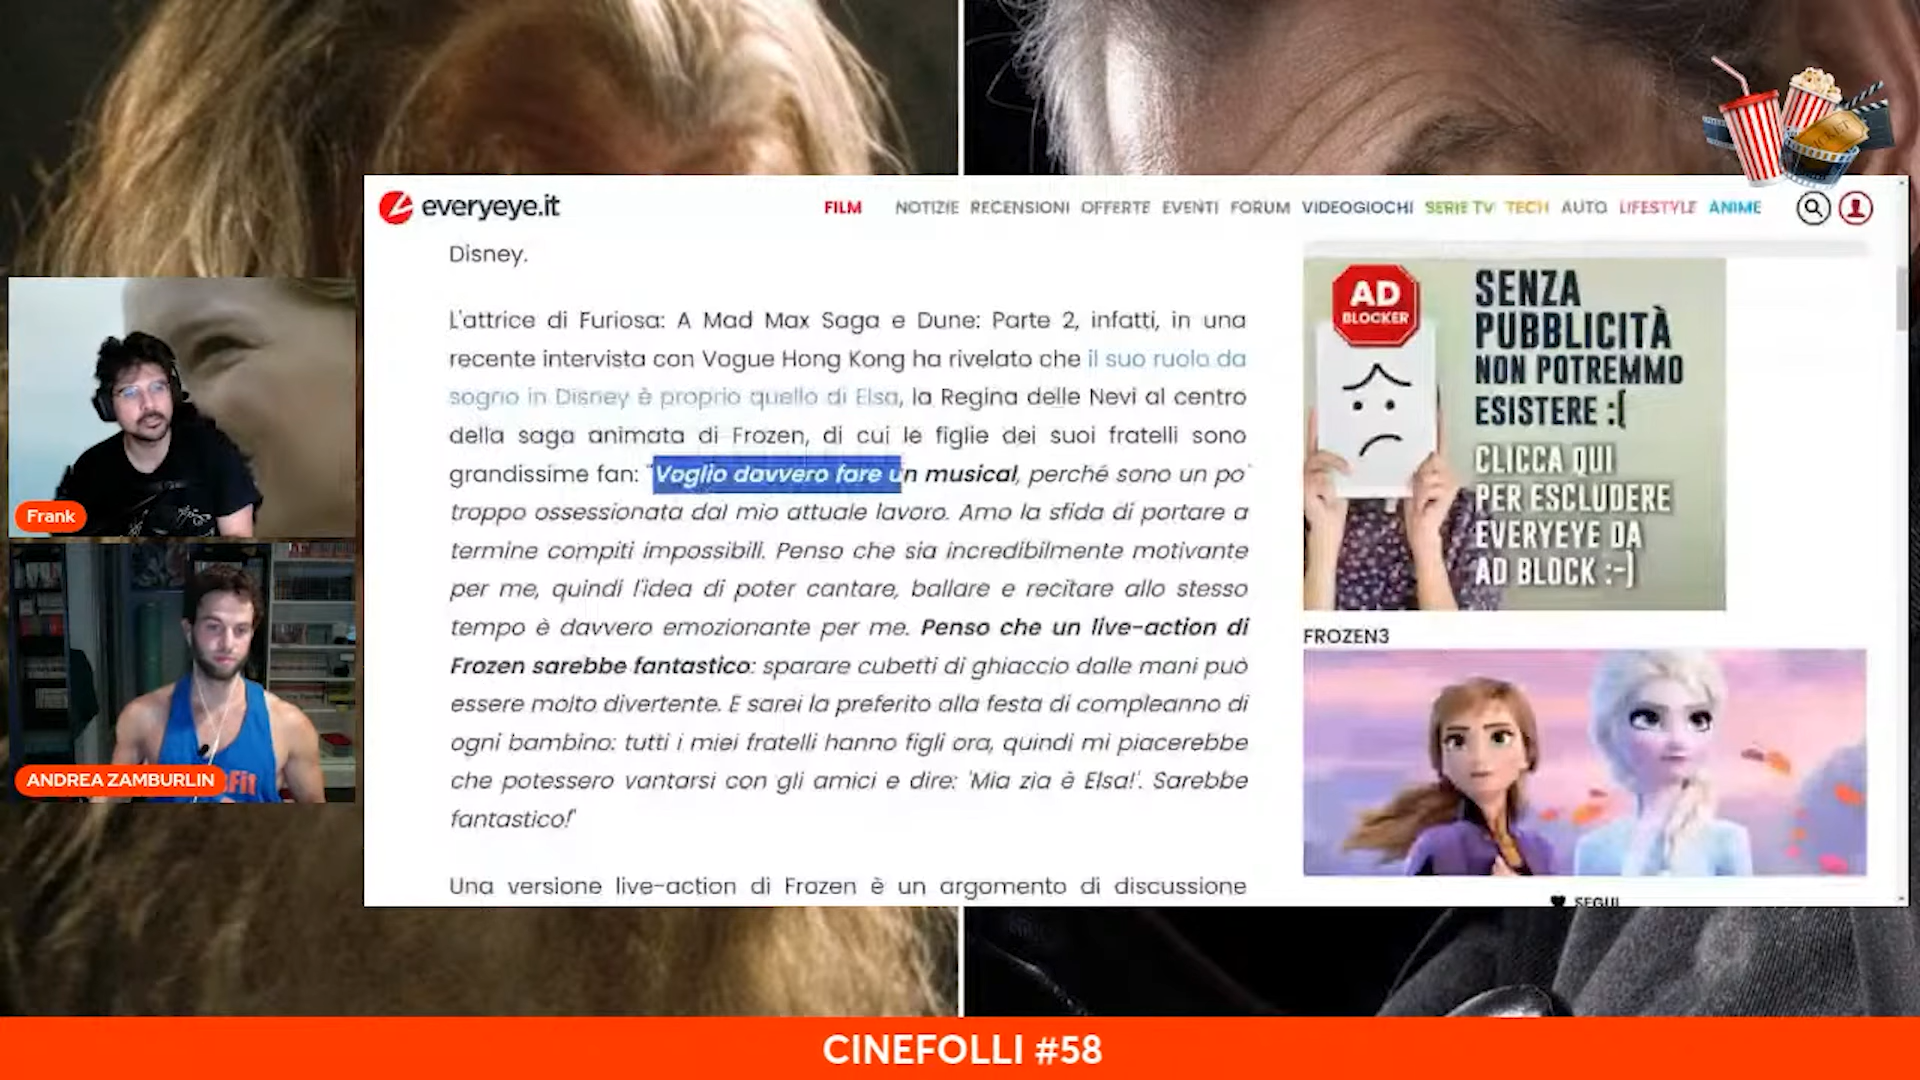 everyeye.it
FILM NOTIZIE RECENSIONI OFFERTE EVENTI FORUM VIDEOGIOCHI SERIE TV TECH AUTO LIFESTYLE ANIME
Disney.
L'attrice di Furiosa: A Mad Max Saga e Dune: Parte 2, infatti, in una
recente intervista con Vogue Hong Kong ha rivelato che il suo ruolo da
sogno in Disney è proprio quello di Elsa, la Regina delle Nevi al centro
della saga animata di Frozen, di cui le figlie dei suoi fratelli sono
grandissime fan: "Voglio davvero fare un musical, perché sono un po'
troppo ossessionata dal mio attuale lavoro. Amo la sfida di portare a
termine compiti impossibili. Penso che sia incredibilmente motivante
per me, quindi l'idea di poter cantare, ballare e recitare allo stesso
tempo è davvero emozionante per me. Penso che un live-action di
Frozen sarebbe fantastico: sparare cubetti di ghiaccio dalle mani può
essere molto divertente. E sarei la preferito alla festa di compleanno di
ogni bambino: tutti i miei fratelli hanno figli ora, quindi mi piacerebbe
che potessero vantarsi con gli amici e dire: 'Mia zia è Elsa!'. Sarebbe
fantastico!"
Una versione live-action di Frozen è un argomento di discussione
AD
BLOCKER
SENZA
PUBBLICITÀ
NON POTREMMO
ESISTERE :(
CLICCA QUI
PER ESCLUDERE
EVERYEYE DA
AD BLOCK :-)
FROZEN3
SEGUI
Frank
ANDREA ZAMBURLIN
Fit
CINEFOLLI #58